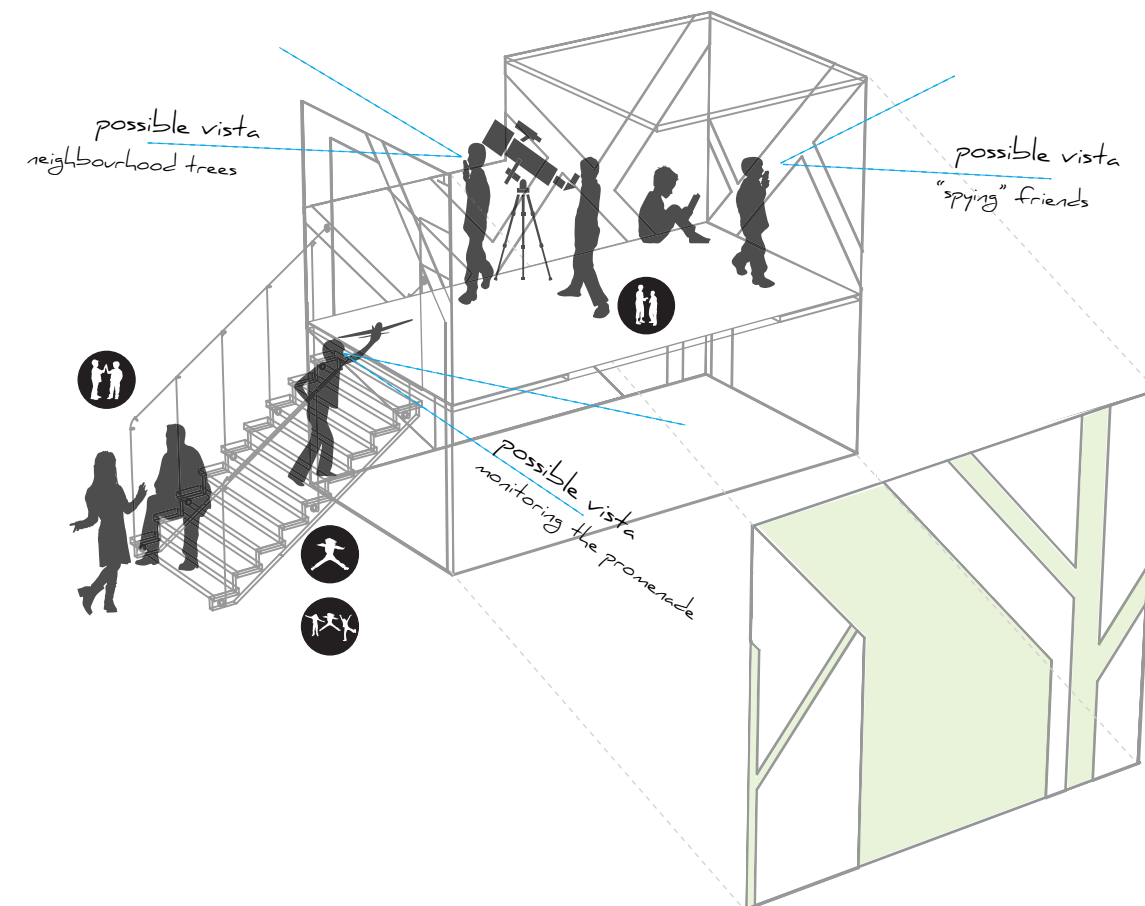 possible vista
neighbourhood trees
possible vista
"spying" friends
possible vista
monitoring the promenade